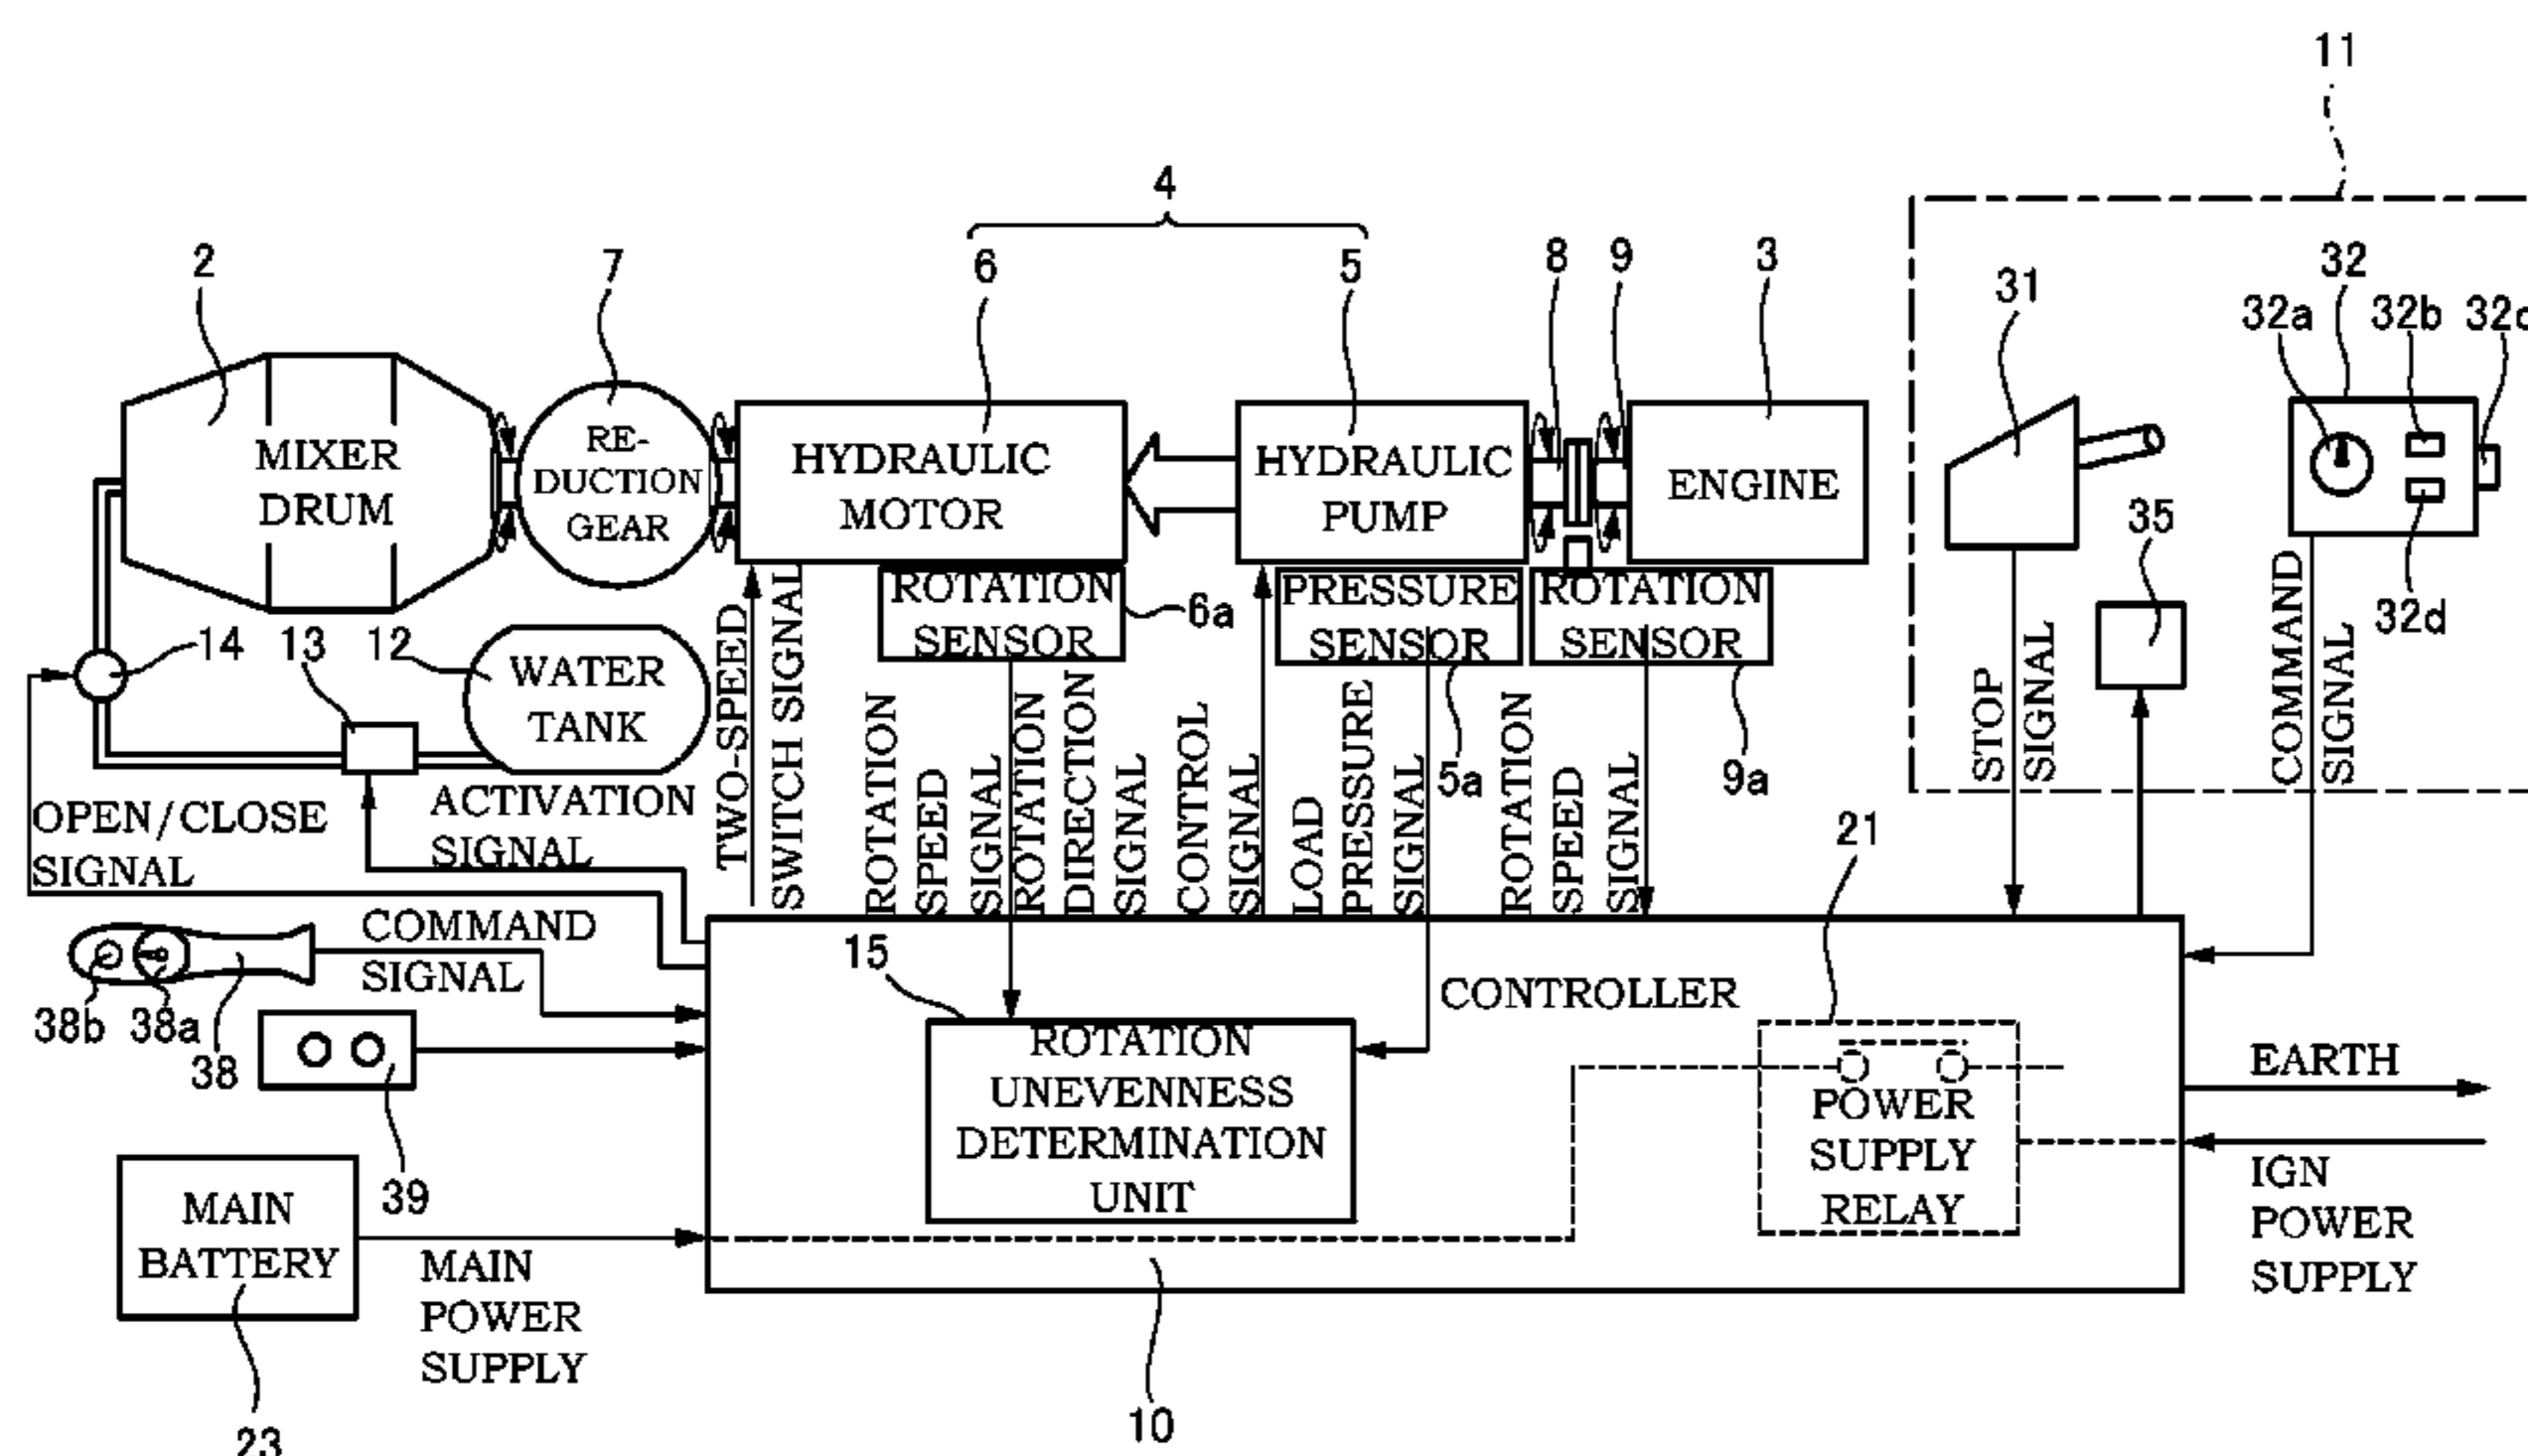 11
4
2
7
6
5
8
9
3
31
32
32a
32b
32c
MIXER
DRUM
RE-
DUCTION
GEAR
HYDRAULIC
MOTOR
HYDRAULIC
PUMP
ENGINE
35
32d
ROTATION
SENSOR
6a
PRESSURE
SENSOR
5a
ROTATION
SENSOR
9a
14
13
12
WATER
TANK
OPEN/CLOSE
SIGNAL
ACTIVATION
SIGNAL
TWO-SPEED
SWITCH SIGNAL
ROTATION
SPEED
SIGNAL
ROTATION
DIRECTION
SIGNAL
CONTROL
SIGNAL
LOAD
PRESSURE
SIGNAL
ROTATION
SPEED
SIGNAL
STOP
SIGNAL
COMMAND
SIGNAL
21
COMMAND
SIGNAL
38b
38a
38
39
15
CONTROLLER
ROTATION
UNEVENNESS
DETERMINATION
UNIT
POWER
SUPPLY
RELAY
EARTH
IGN
POWER
SUPPLY
MAIN
BATTERY
MAIN
POWER
SUPPLY
10
23